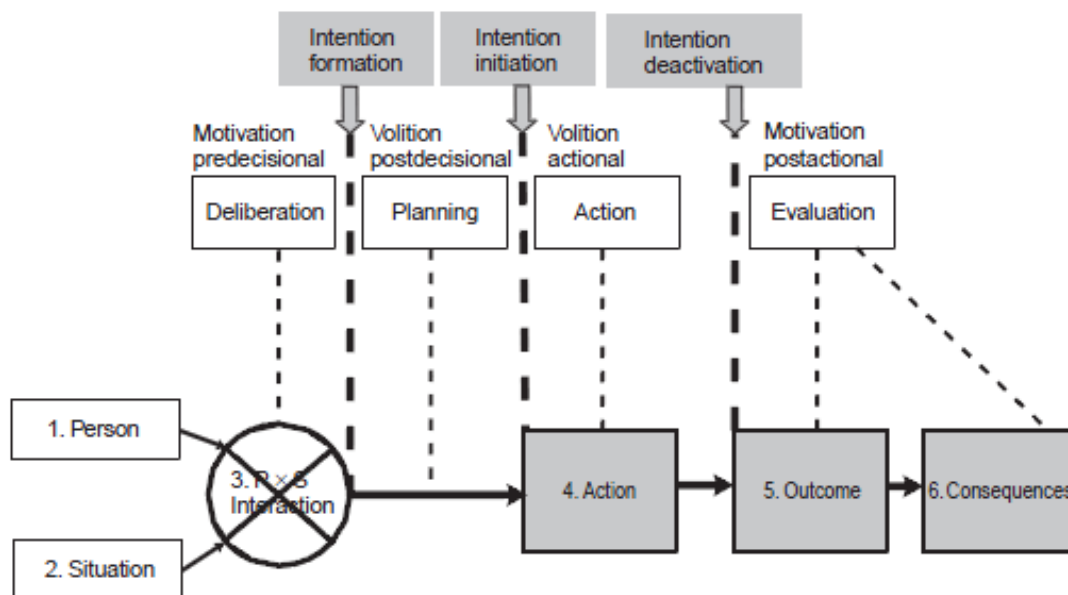 Intention
formation
Intention
initiation
Intention
deactivation
Motivation
predecisional
Volition
postdecisional
Volition
actional
Motivation
postactional
Deliberation
Planning
Action
Evaluation
1. Person
2. Situation
3. P × S
Interaction
4. Action
5. Outcome
6. Consequences